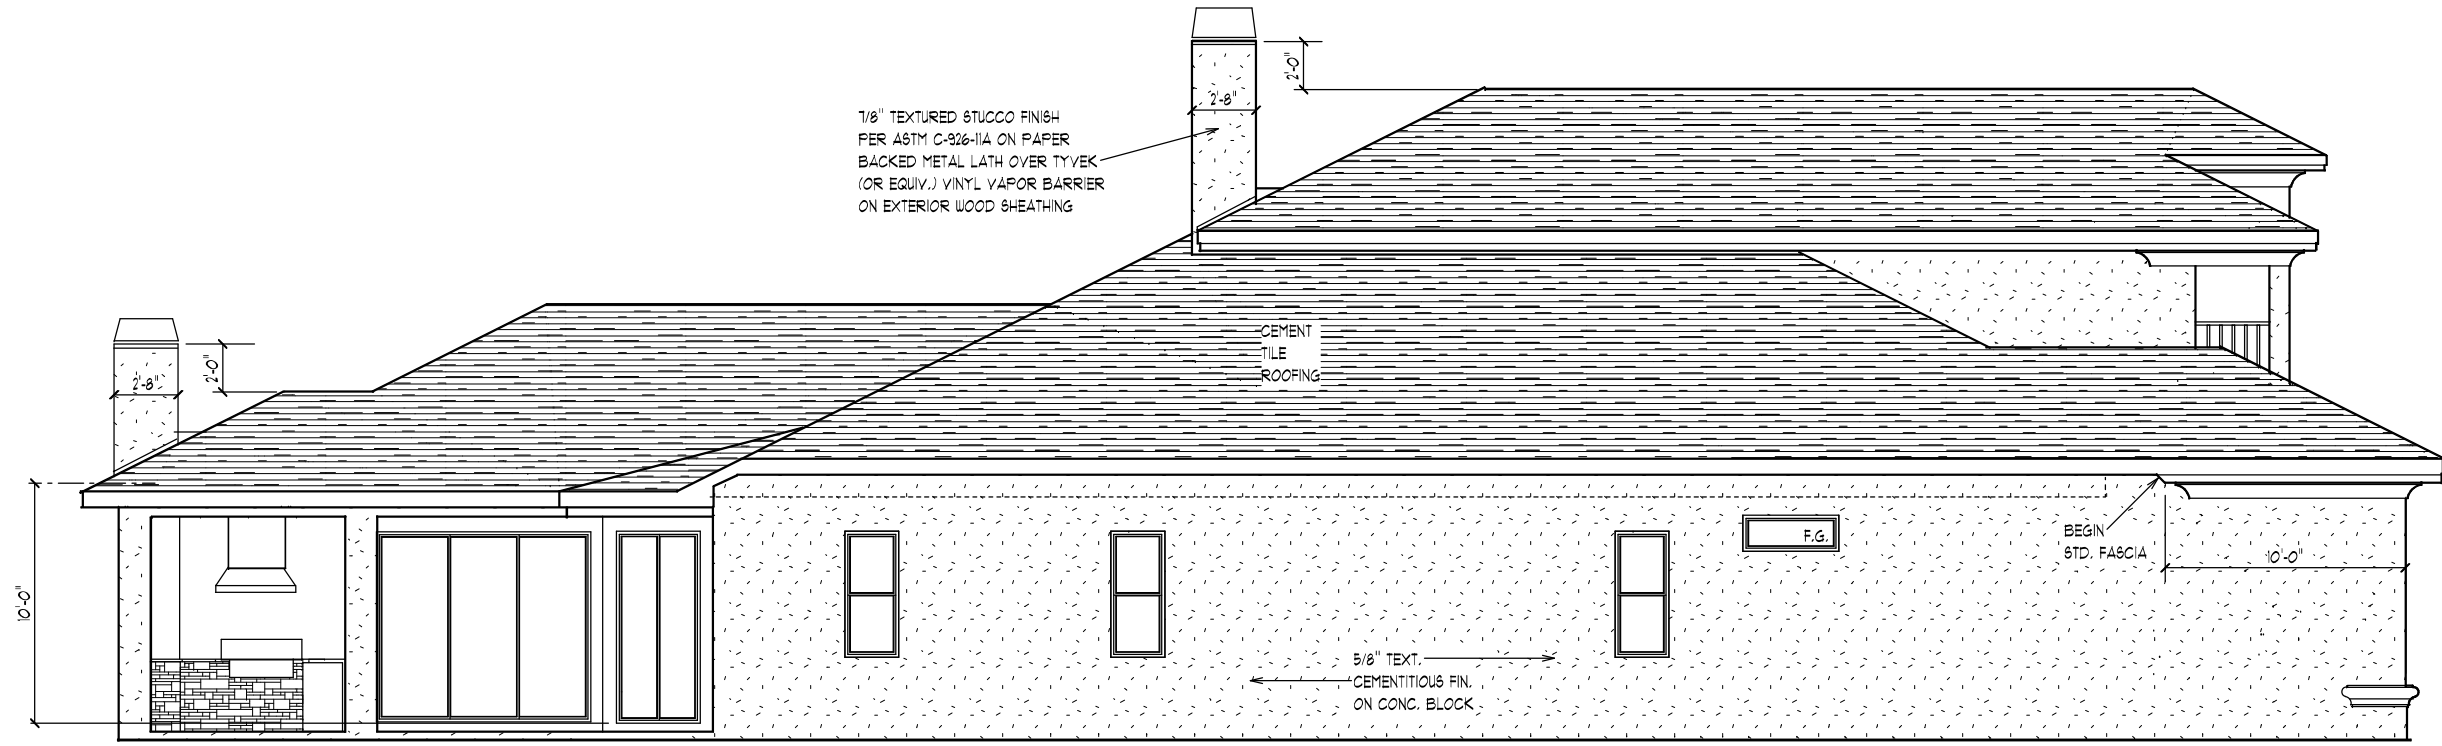 2'-0"
2'-8"
7/8" TEXTURED STUCCO FINISH
PER ASTM C-926-11A ON PAPER
BACKED METAL LATH OVER TYVEK
(OR EQUIV.) VINYL VAPOR BARRIER
ON EXTERIOR WOOD SHEATHING
CEMENT
TILE
ROOFING
2'-0"
2'-8"
10'-0"
F.G.
BEGIN
STD. FASCIA
10'-0"
5/8" TEXT.
CEMENTITIOUS FIN.
ON CONC. BLOCK